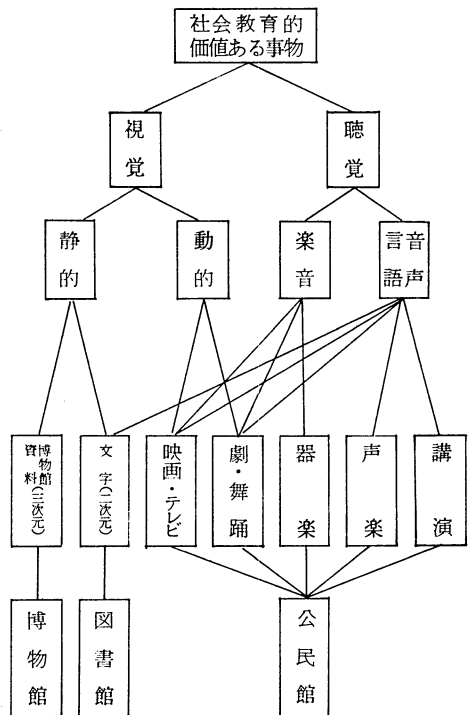 社会教育的
価値ある事物
視覚
聴覚
静的
動的
楽音
音声
言語
博物館
資料(三次元)
文字(二次元)
映画・テレビ
劇・舞踊
器楽
声楽
講演
博物館
図書館
公民館